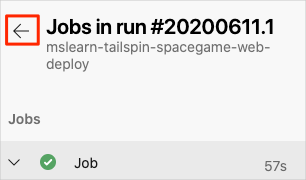 Jobs in run #20200611.1
mslearn-tailspin-spacegame-web-
deploy
Jobs
Job 57s